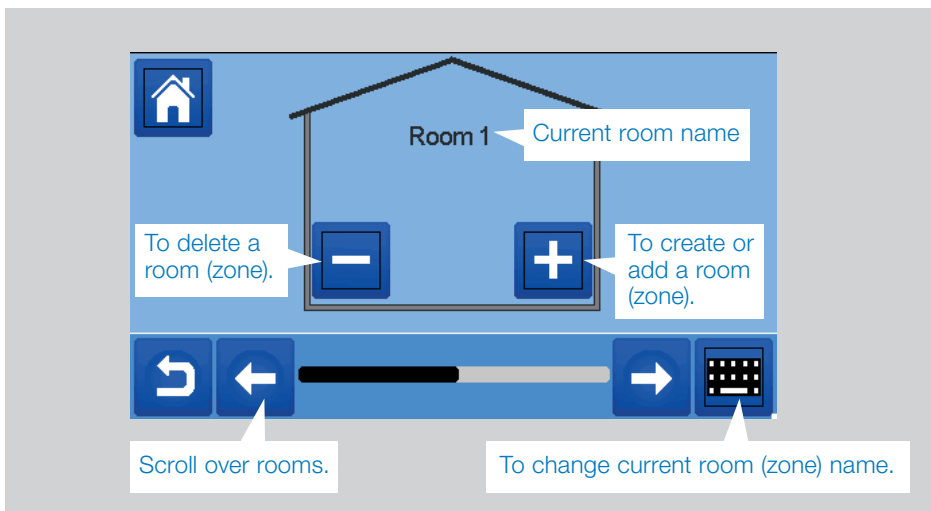 Room 1
Current room name
To delete a
room (zone).
To create or
add a room
(zone).
Scroll over rooms.
To change current room (zone) name.